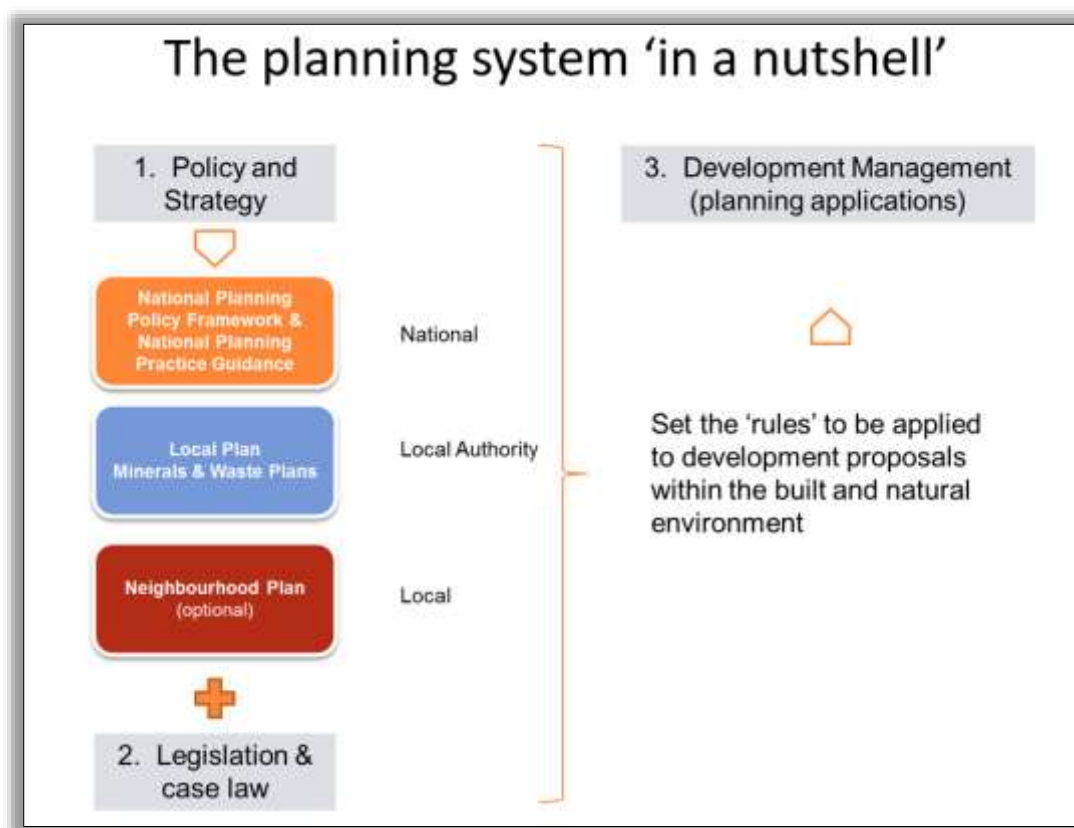 The planning system ‘in a nutshell’
1. Policy and
Strategy
National Planning
Policy Framework &
National Planning
Practice Guidance
National
Local Plan
Minerals & Waste Plans
Local Authority
Neighbourhood Plan
(optional)
Local
2. Legislation &
case law
3. Development Management
(planning applications)
Set the ‘rules’ to be applied
to development proposals
within the built and natural
environment